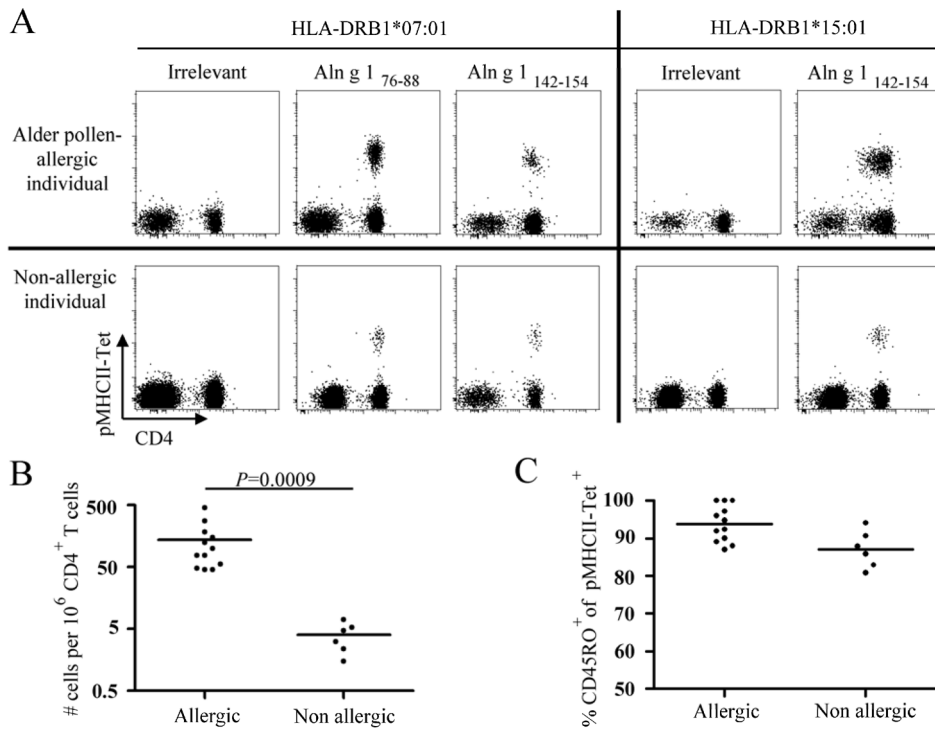 A
HLA-DRB1*07:01
HLA-DRB1*15:01
Irrelevant
Aln g 1 76-88
Aln g 1 142-154
Irrelevant
Aln g 1 142-154
Alder pollen-
allergic
individual
Non-allergic
individual
pMHCII-Tet
CD4
B
P=0.0009
# cells per 10⁶ CD4⁺ T cells
500
50
5
0.5
Allergic
Non allergic
C
% CD45RO⁺ of pMHCII-Tet⁺
100
90
80
70
60
50
Allergic
Non allergic